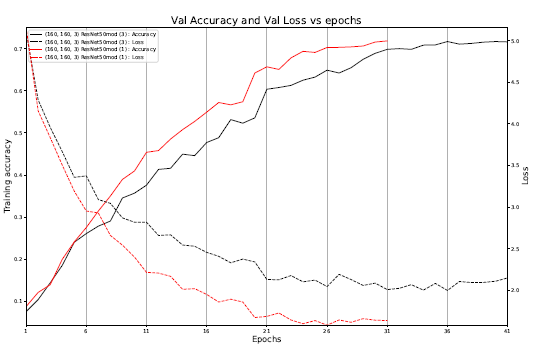 Val Accuracy and Val Loss vs epochs
(160, 160, 3) ResNet50mod (3) : Accuracy
(160, 160, 3) ResNet50mod (3) : Loss
(160, 160, 3) ResNet50mod (1) : Accuracy
(160, 160, 3) ResNet50mod (1) : Loss
0.7
0.6
0.5
0.4
0.3
0.2
0.1
Training accuracy
5.0
4.5
4.0
3.5
3.0
2.5
2.0
Loss
1 6 11 16 21 26 31 36 41
Epochs